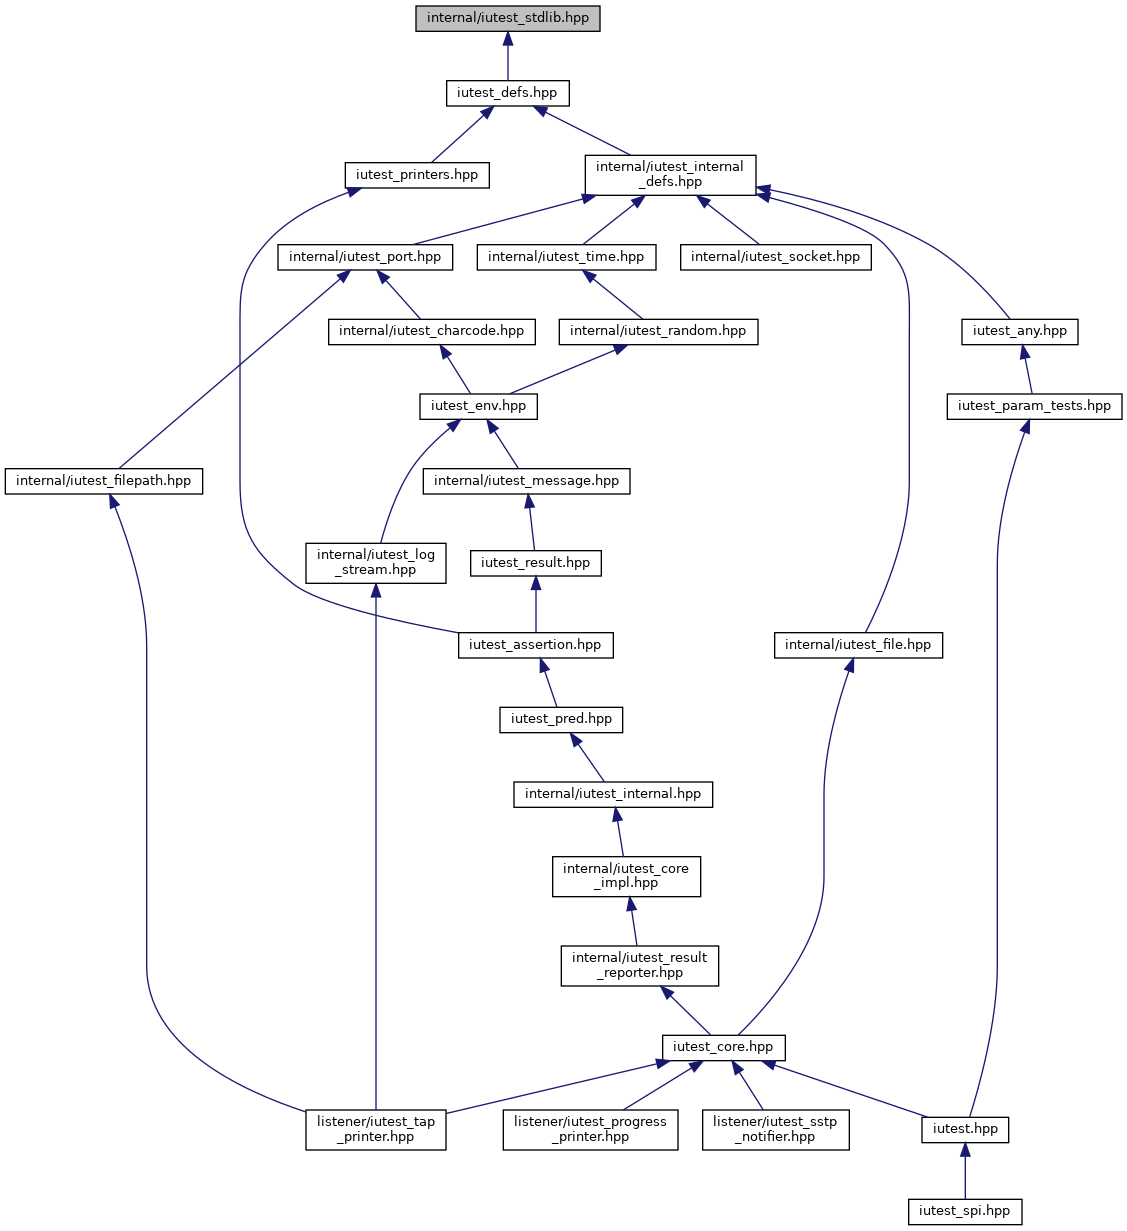 internal/iutest_stdlib.hpp
iutest_defs.hpp
iutest_printers.hpp
internal/iutest_internal
_defs.hpp
internal/iutest_port.hpp
internal/iutest_time.hpp
internal/iutest_socket.hpp
internal/iutest_charcode.hpp
internal/iutest_random.hpp
iutest_any.hpp
iutest_env.hpp
iutest_param_tests.hpp
internal/iutest_filepath.hpp
internal/iutest_message.hpp
internal/iutest_log
_stream.hpp
iutest_result.hpp
iutest_assertion.hpp
internal/iutest_file.hpp
iutest_pred.hpp
internal/iutest_internal.hpp
internal/iutest_core
_impl.hpp
internal/iutest_result
_reporter.hpp
iutest_core.hpp
listener/iutest_tap
_printer.hpp
listener/iutest_progress
_printer.hpp
listener/iutest_sstp
_notifier.hpp
iutest.hpp
iutest_spi.hpp